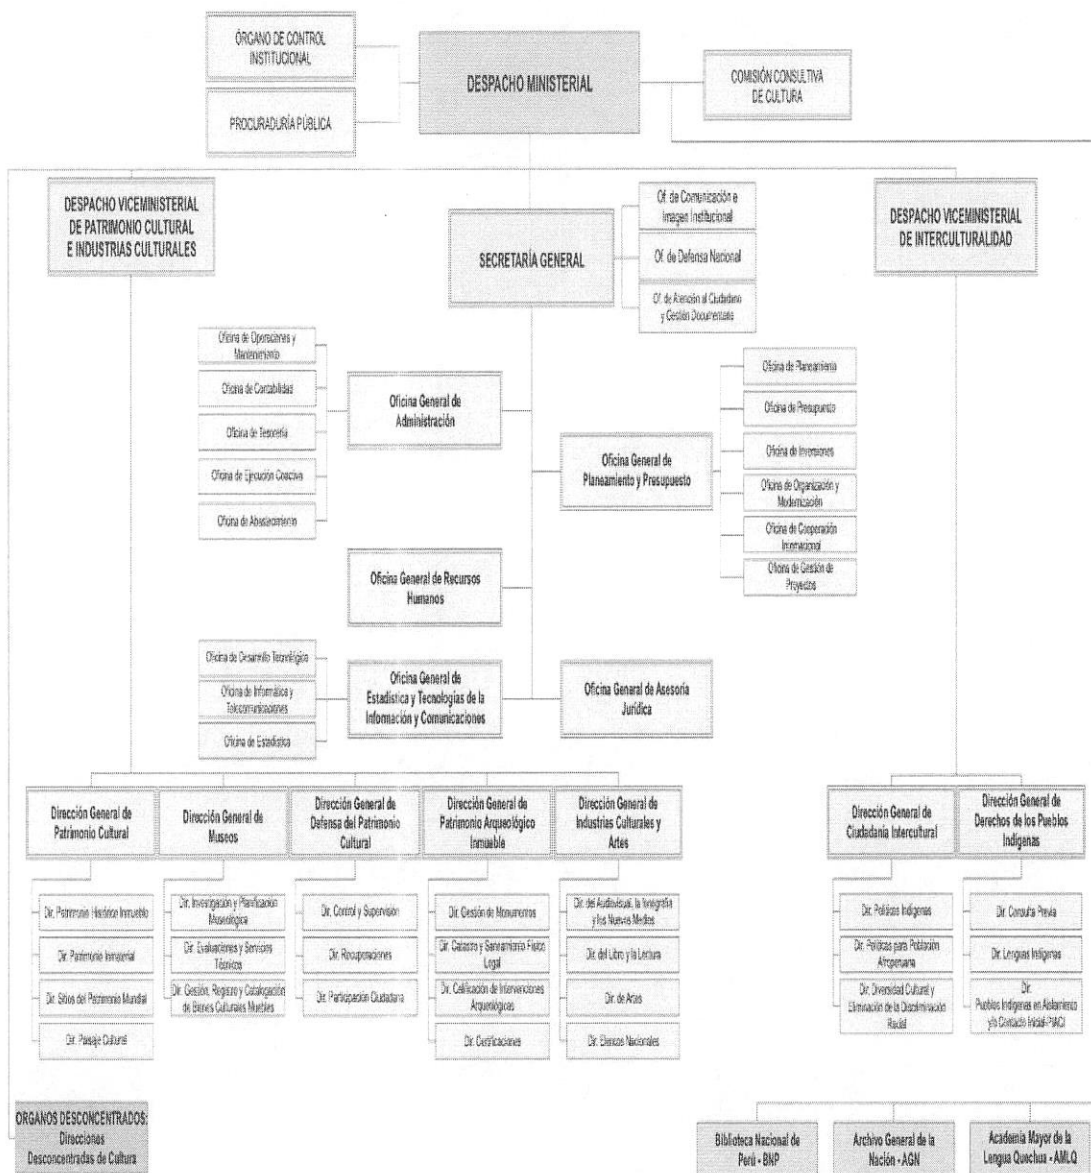 ÓRGANO DE CONTROL
INSTITUCIONAL
PROCURADURÍA PÚBLICA
DESPACHO MINISTERIAL
COMISIÓN CONSULTIVA
DE CULTURA
DESPACHO VICEMINISTERIAL
DE PATRIMONIO CULTURAL
E INDUSTRIAS CULTURALES
SECRETARÍA GENERAL
Of. de Comunicación e
Imagen Institucional
Of. de Defensa Nacional
Of. de Atención al Ciudadano
y Gestión Documentaria
DESPACHO VICEMINISTERIAL
DE INTERCULTURALIDAD
Oficina de Operaciones y
Mantenimiento
Oficina de Contabilidas
Oficina de Tesorería
Oficina de Ejecución Coactiva
Oficina de Abastecimiento
Oficina General de
Administración
Oficina General de
Planeamiento y Presupuesto
Oficina de Planeamiento
Oficina de Presupuesto
Oficina de Inversiones
Oficina de Organización y
Modernización
Oficina de Cooperación
Internacional
Oficina de Gestión de
Proyectos
Oficina General de Recursos
Humanos
Oficina de Desarrollo Tecnológico
Oficina de Informática y
Telecomunicaciones
Oficina de Estadística
Oficina General de
Estadística y Tecnologías de la
Información y Comunicaciones
Oficina General de Asesoría
Jurídica
Dirección General de
Patrimonio Cultural
Dir. Patrimonio Histórico Inmueble
Dir. Patrimonio Inmaterial
Dir. Sitios del Patrimonio Mundial
Dir. Paisaje Cultural
Dirección General de
Museos
Dir. Investigación y Planificación
Museológica
Dir. Evaluaciones y Servicios
Técnicos
Dir. Gestión, Registro y Catalogación
de Bienes Culturales Muebles
Dirección General de
Defensa del Patrimonio
Cultural
Dir. Control y Supervisión
Dir. Recuperaciones
Dir. Participación Ciudadana
Dirección General de
Patrimonio Arqueológico
Inmueble
Dir. Gestión de Monumentos
Dir. Catastro y Saneamiento Físico
Legal
Dir. Calificación de Intervenciones
Arqueológicas
Dir. Certificaciones
Dirección General de
Industrias Culturales y
Artes
Dir. del Audiovisual, la fonografía
y los Nuevos Medios
Dir. del Libro y la Lectura
Dir. de Artes
Dir. Elencos Nacionales
Dirección General de
Ciudadanía Intercultural
Dir. Políticas Indígenas
Dir. Políticas para Población
Afroperuana
Dir. Diversidad Cultural y
Eliminación de la Discriminación
Racial
Dirección General de
Derechos de los Pueblos
Indígenas
Dir. Consulta Previa
Dir. Lenguas Indígenas
Dir.
Pueblos Indígenas en Aislamiento
y/o Contacto Inicial-PIACI
ORGANOS DESCONCENTRADOS:
Direcciones
Desconcentradas de Cultura
Biblioteca Nacional de
Perú - BNP
Archivo General de la
Nación - AGN
Academia Mayor de la
Lengua Quechua - AMLQ